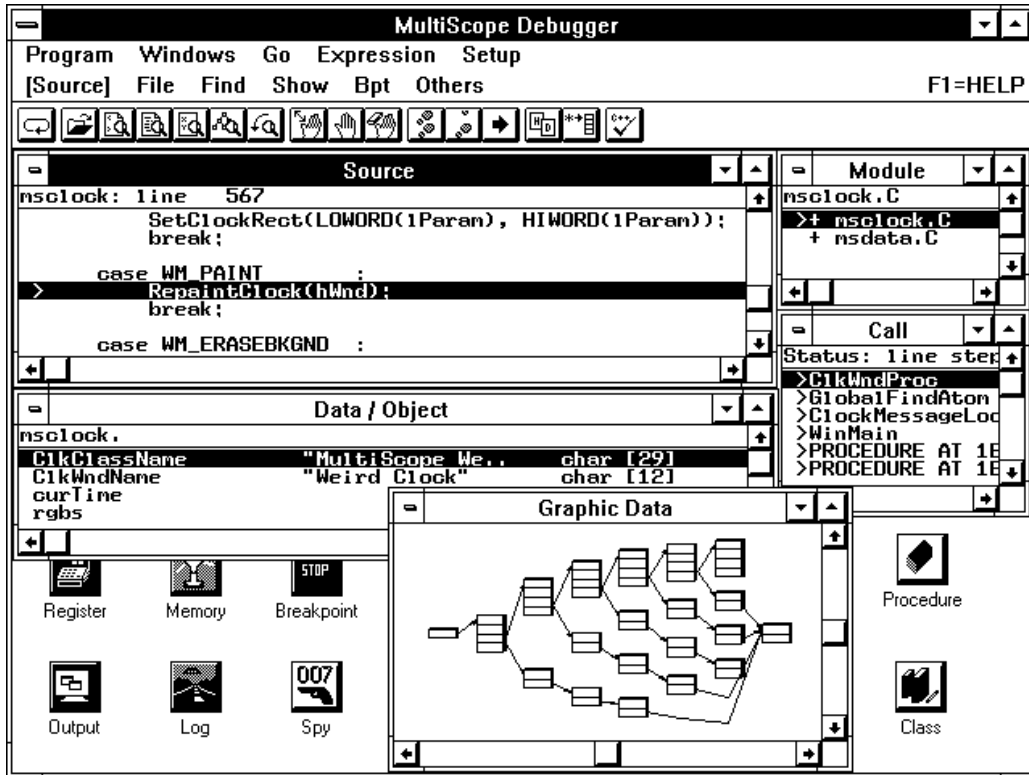 MultiScope Debugger
Program Windows Go Expression Setup
[Source] File Find Show Bpt Others F1=HELP
Source
msclock: line 567
SetClockRect(LOWORD(lParam), HIWORD(lParam));
break;
case WM_PAINT :
> RepaintClock(hWnd);
break;
case WM_ERASEBKGND :
Module
msclock.C
>+ msclock.C
+ msdata.C
Call
Status: line step
>ClkWndProc
>GlobalFindAtom
>ClockMessageLoc
>WinMain
>PROCEDURE AT 1E
>PROCEDURE AT 1E
Data / Object
msclock.
ClkClassName "MultiScope We.. char [29]
ClkWndName "Weird Clock" char [12]
curTime
rgbs
Graphic Data
STOP
Register Memory Breakpoint Procedure
007
Output Log Spy Class